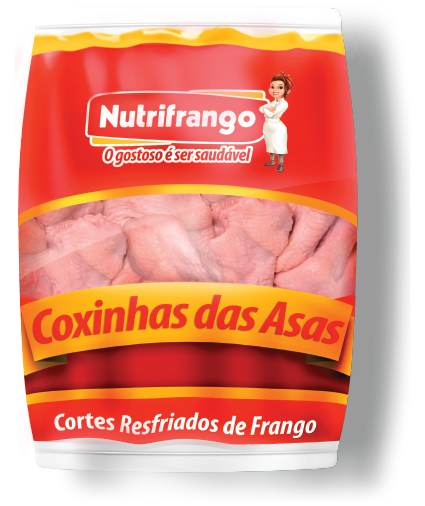 Nutrifrango
O gostoso é ser saudável
Coxinhas das Asas
Cortes Resfriados de Frango